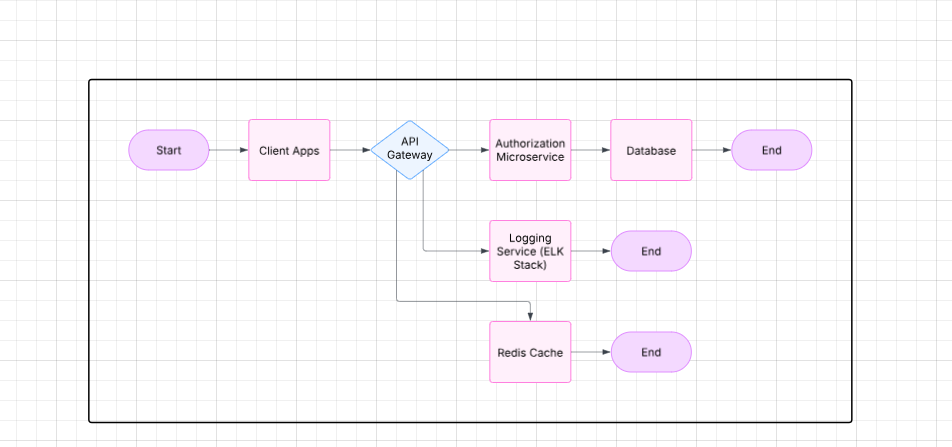 Start
Client Apps
API
Gateway
Authorization
Microservice
Database
End
Logging
Service (ELK
Stack)
End
Redis Cache
End